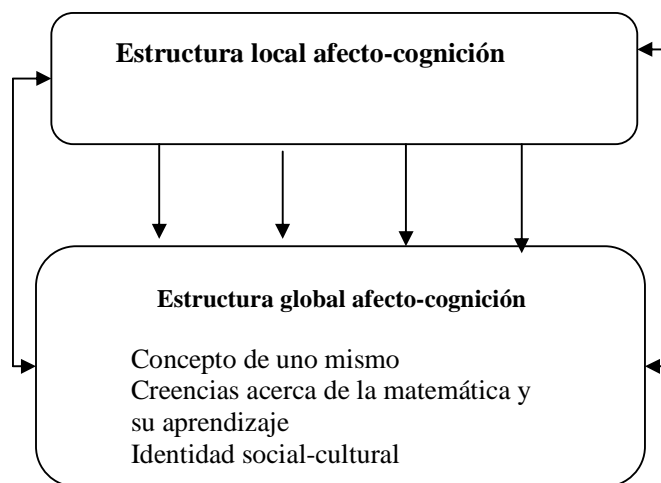 Estructura local afecto-cognición
Estructura global afecto-cognición
Concepto de uno mismo
Creencias acerca de la matemática y
su aprendizaje
Identidad social-cultural